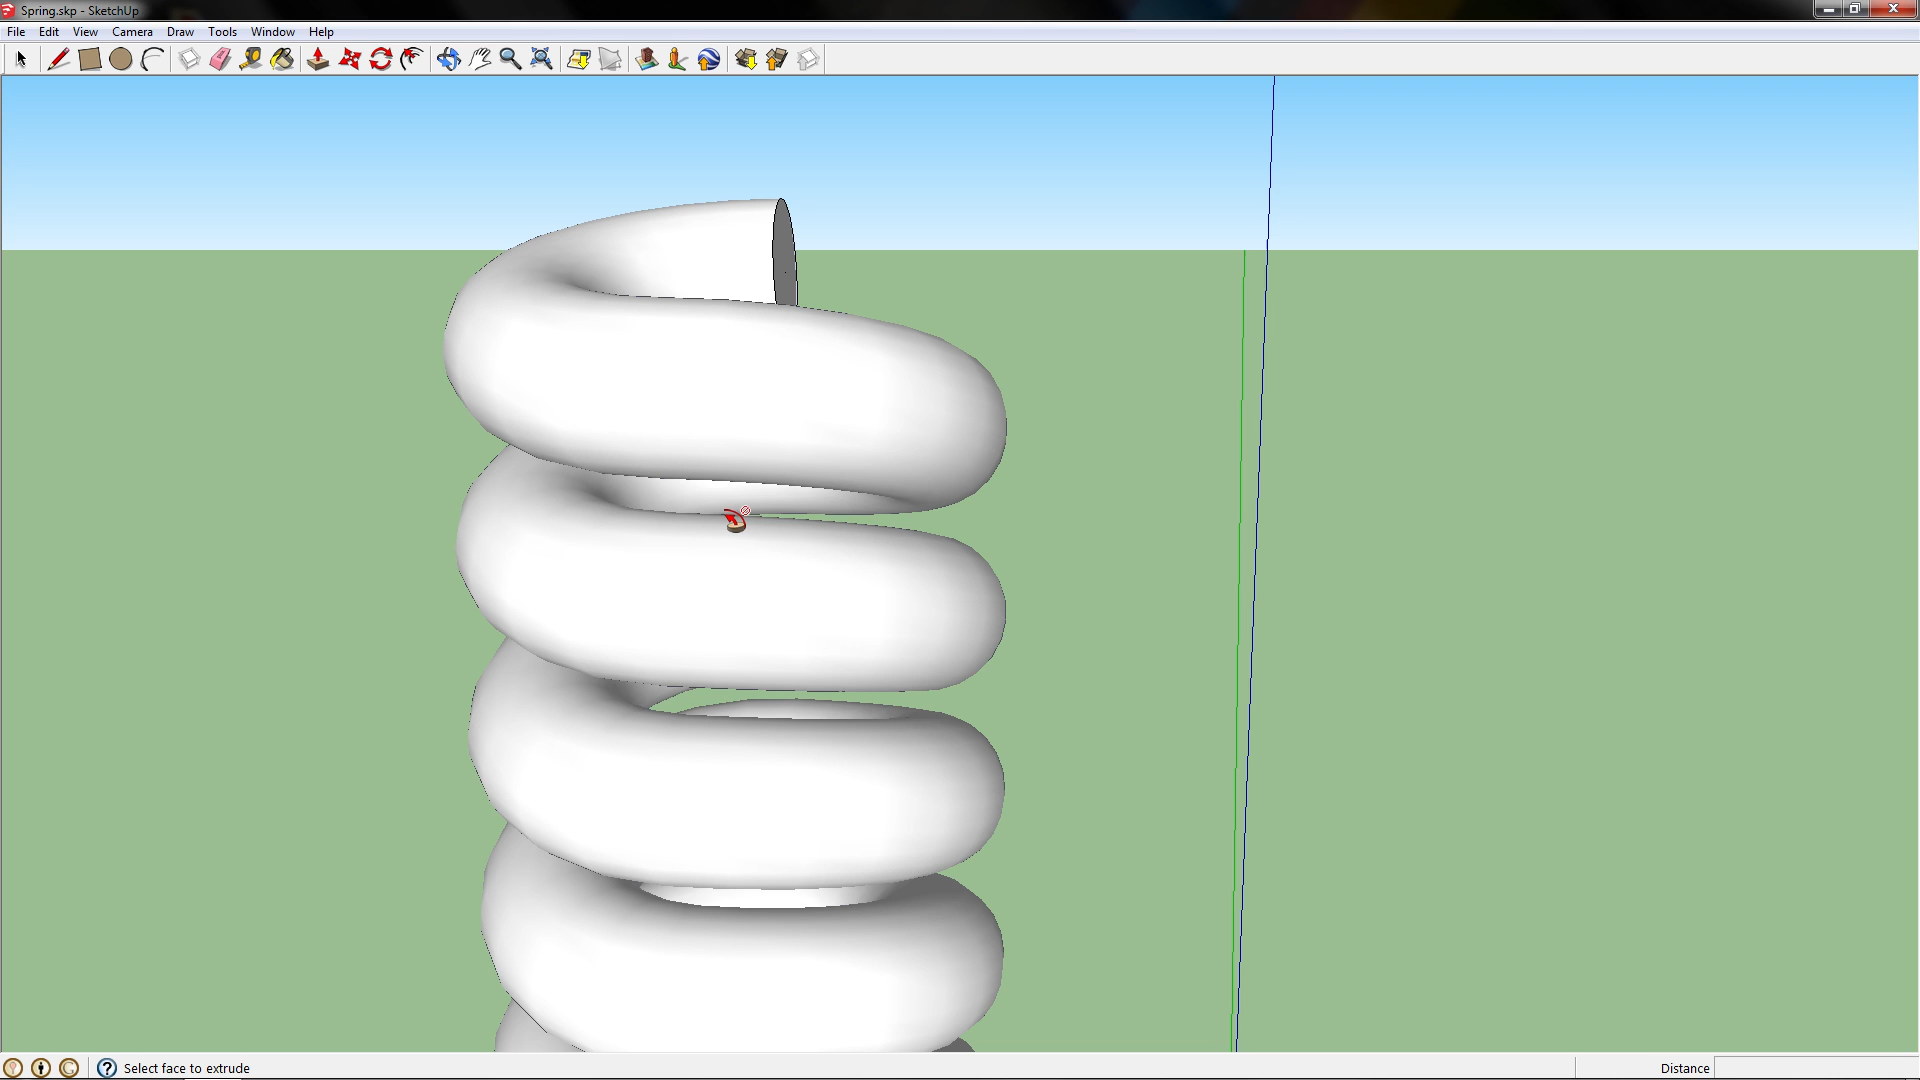 Spring.skp - SketchUp
File Edit View Camera Draw Tools Window Help
Select face to extrude
Distance